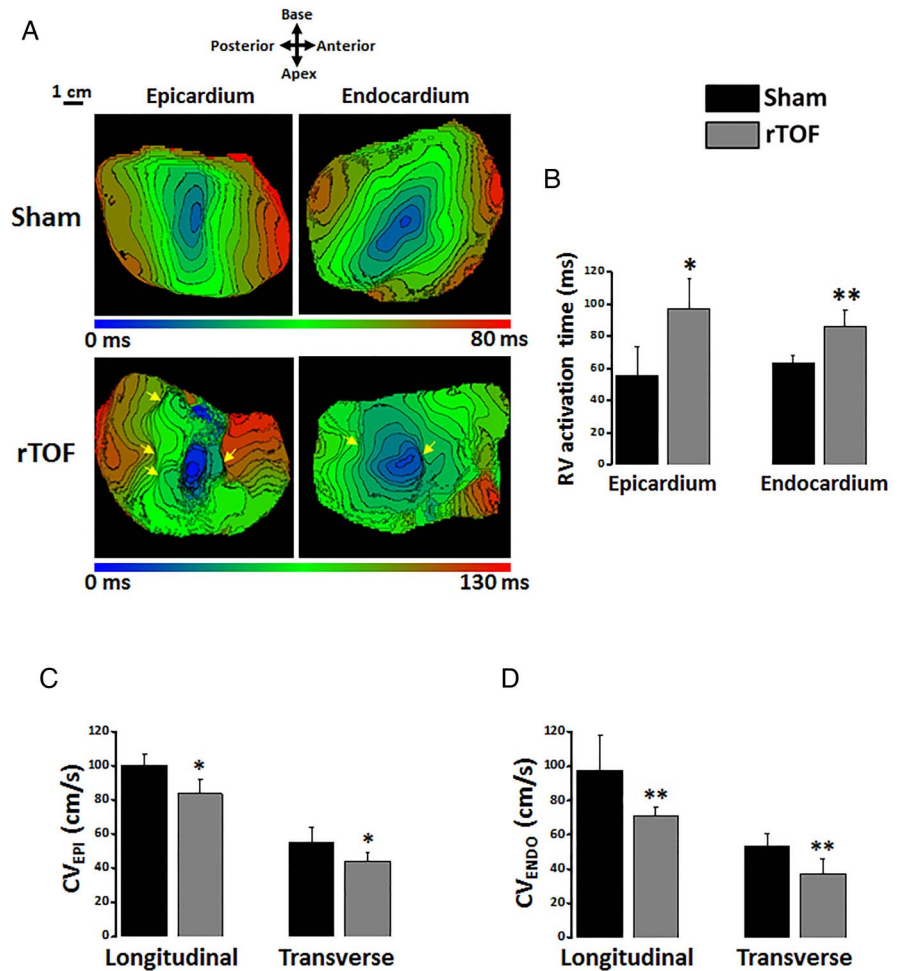 A
Base
Posterior Anterior
Apex
1 cm
Epicardium Endocardium
Sham
0 ms 80 ms
rTOF
0 ms 130 ms
Sham
rTOF
B
RV activation time (ms)
120
100
80
60
40
20
0
*
**
Epicardium Endocardium
C
CV_EPI (cm/s)
120
100
80
60
40
20
0
*
*
Longitudinal Transverse
D
CV_ENDO (cm/s)
120
100
80
60
40
20
0
**
**
Longitudinal Transverse